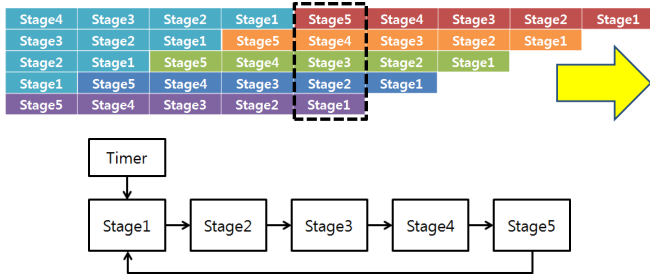 Stage4 Stage3 Stage2 Stage1 Stage5 Stage4 Stage3 Stage2 Stage1
Stage3 Stage2 Stage1 Stage5 Stage4 Stage3 Stage2 Stage1
Stage2 Stage1 Stage5 Stage4 Stage3 Stage2 Stage1
Stage1 Stage5 Stage4 Stage3 Stage2 Stage1
Stage5 Stage4 Stage3 Stage2 Stage1
Timer
Stage1 Stage2 Stage3 Stage4 Stage5